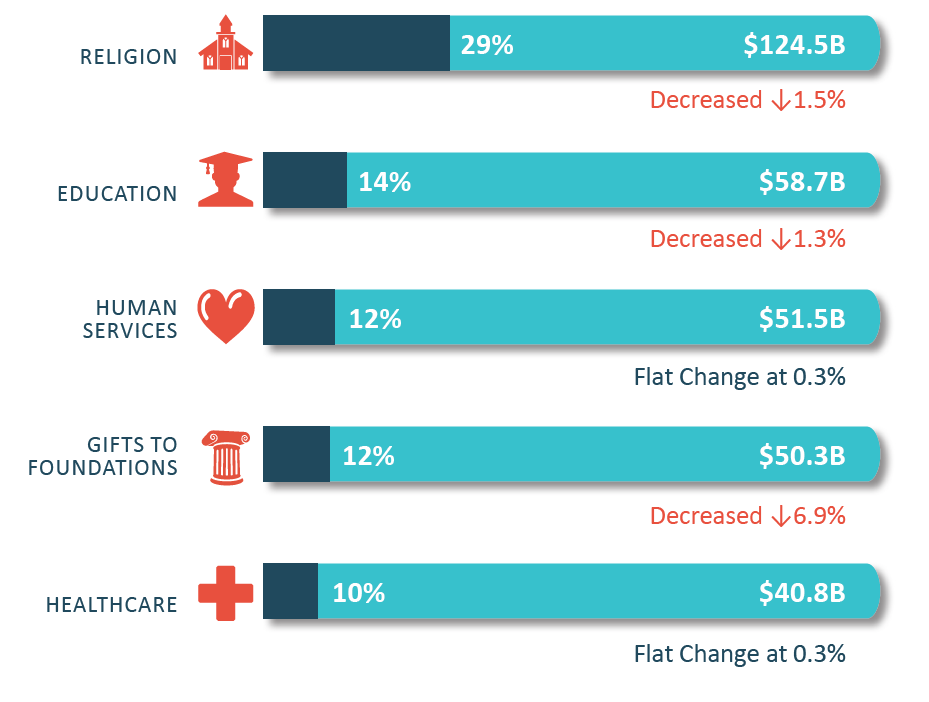 RELIGION
29%
$124.5B
Decreased ↓1.5%
EDUCATION
14%
$58.7B
Decreased ↓1.3%
HUMAN
SERVICES
12%
$51.5B
Flat Change at 0.3%
GIFTS TO
FOUNDATIONS
12%
$50.3B
Decreased ↓6.9%
HEALTHCARE
10%
$40.8B
Flat Change at 0.3%